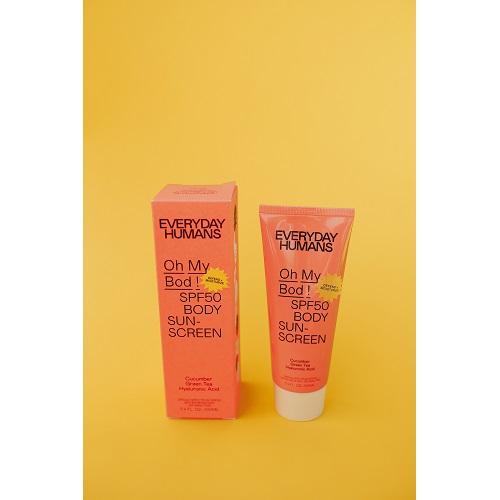 EVERYDAY
HUMANS
Oh My
Bod !
SPF50
BODY
SUN-
SCREEN
Cucumber
Green Tea
Hyaluronic Acid
EVERYDAY
HUMANS
Oh My
Bod !
SPF50
BODY
SUN-
SCREEN
Cucumber
Green Tea
Hyaluronic Acid